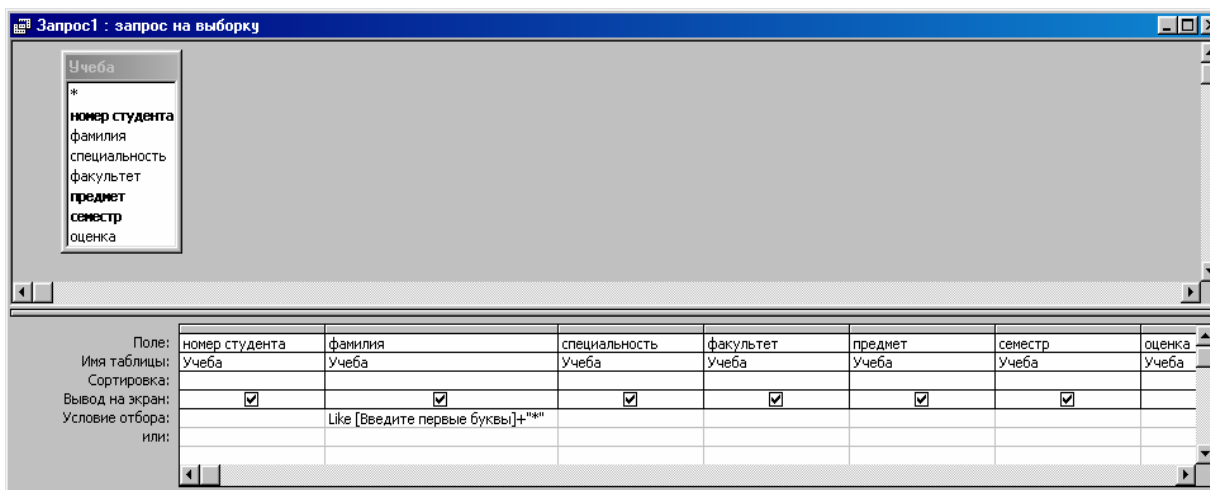 Запрос1 : запрос на выборку
Учеба
*
номер студента
фамилия
специальность
факультет
предмет
семестр
оценка
Поле: номер студента фамилия специальность факультет предмет семестр оценка
Имя таблицы: Учеба Учеба Учеба Учеба Учеба Учеба Учеба
Сортировка:
Вывод на экран:
Условие отбора: Like [Введите первые буквы]+"*"
или: